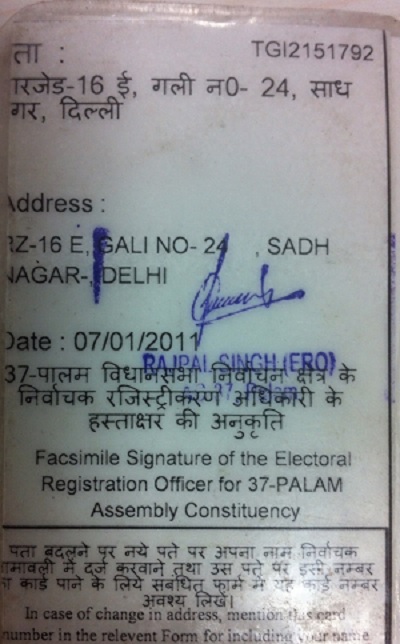 ता : TGI2151792
रजेड-16 ई, गली न0- 24, साध
गर, दिल्ली
Address :
RZ-16 E, GALI NO- 24 , SADH
NAGAR-, DELHI
Date : 07/01/2011
RAJPAL SINGH (ERO)
37-पालम विधानसभा निर्वाचन क्षेत्र के
निर्वाचक रजिस्ट्रीकरण अधिकारी के
हस्ताक्षर की अनुकृति
Facsimile Signature of the Electoral
Registration Officer for 37-PALAM
Assembly Constituency
पता बदलने पर नये पते पर अपना नाम निर्वाचक
नामावली में दर्ज करवाने तथा उस पते पर इसी नम्बर
का कार्ड पाने के लिये संबंधित फार्म में यह कार्ड नम्बर
अवश्य लिखें।
In case of change in address, mention this card
number in the relevent Form for including your name